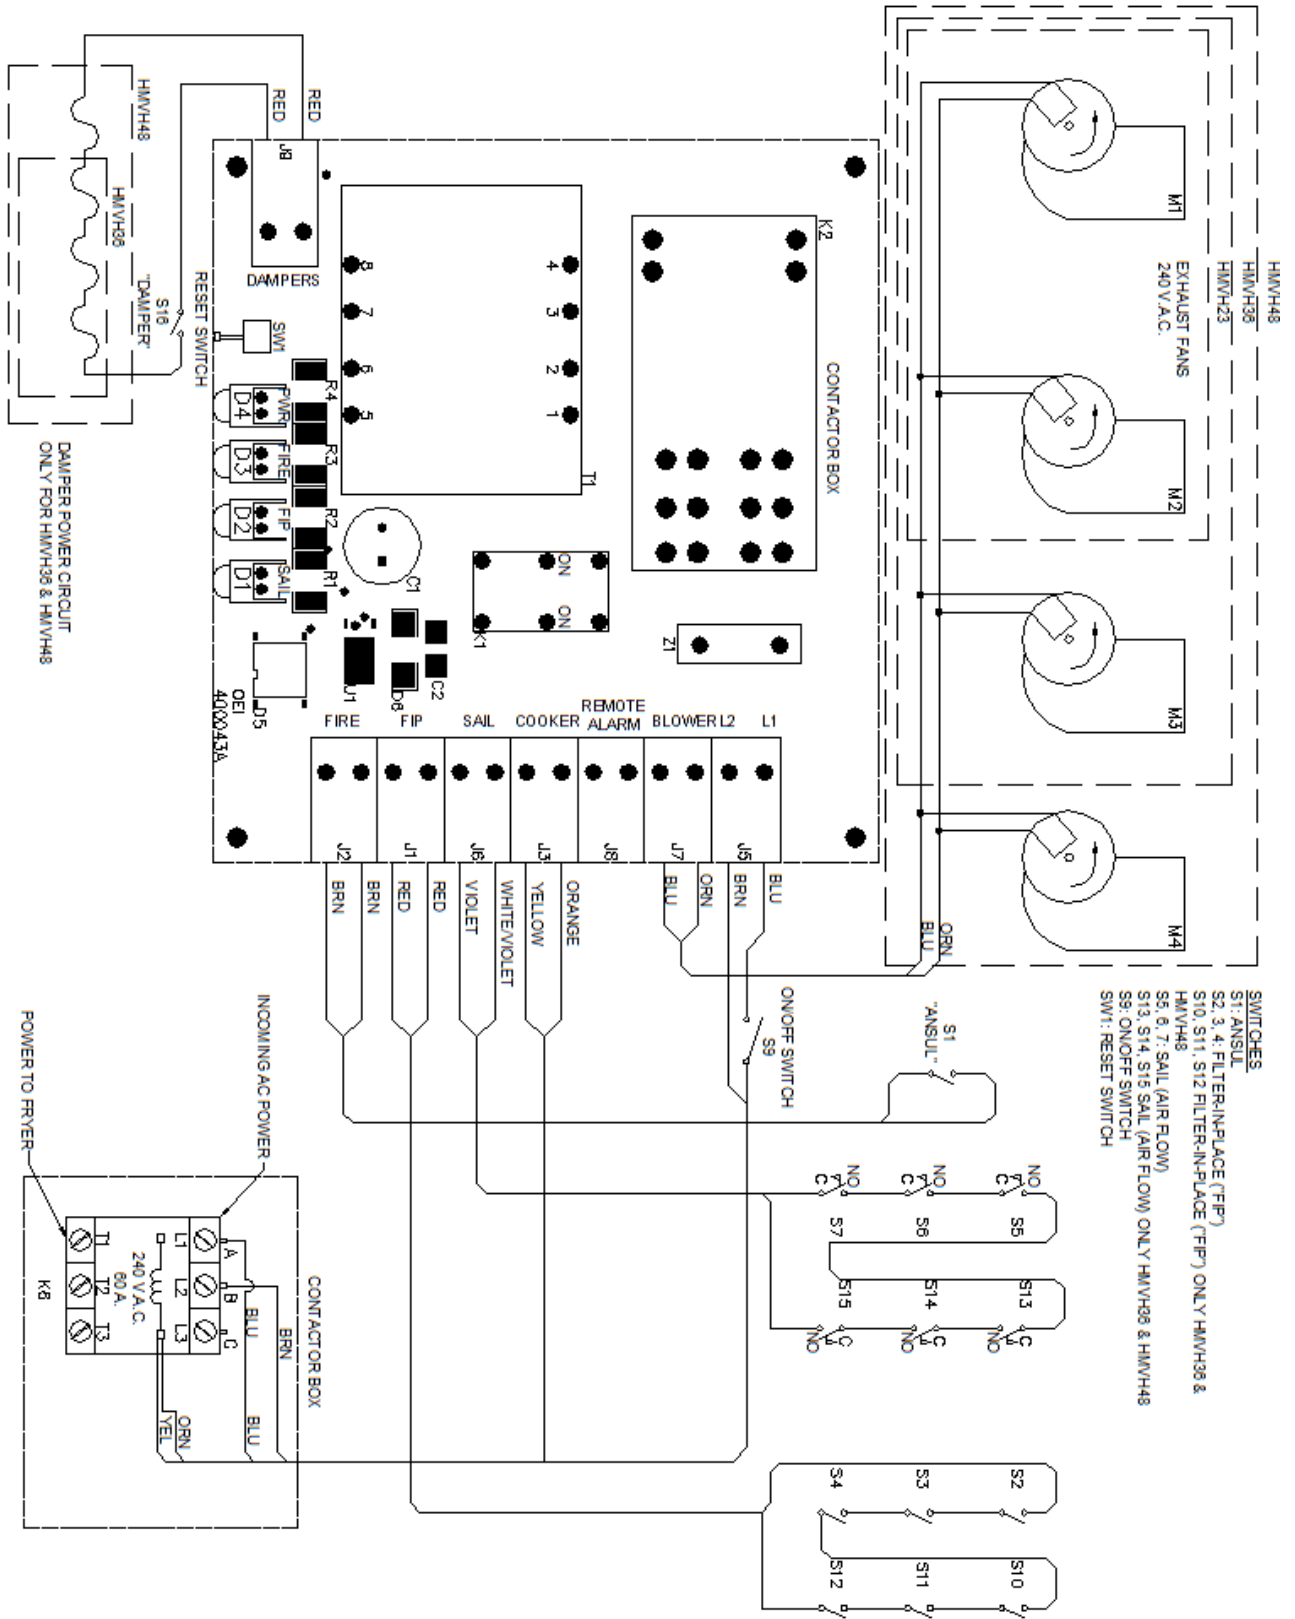 HMVH48
HMVH36
HMVH23
EXHAUST FANS
240 V.A.C.
M1
M2
M3
M4
ORN
BLU
SWITCHES
S1: ANSUL
S2, 3, 4: FILTER-IN-PLACE ("FIP")
S10, S11, S12 FILTER-IN-PLACE ("FIP") ONLY HMVH36 &
HMVH48
S5, 6, 7: SAIL (AIR FLOW)
S13, S14, S15 SAIL (AIR FLOW) ONLY HMVH36 & HMVH48
S9: ON/OFF SWITCH
SW1: RESET SWITCH
K2
CONTACTOR BOX
Z1
T1
4
3
2
1
8
7
6
5
K1
ON
ON
C1
C2
D6
U1
D5
OEI
400043A
J9
DAMPERS
SW1
RESET SWITCH
R4
R3
R2
R1
PWR
FIRE
FIP
SAIL
D4
D3
D2
D1
RED
RED
HMVH48
HMVH36
S16
"DAMPER"
DAMPER POWER CIRCUIT
ONLY FOR HMVH36 & HMVH48
FIRE
FIP
SAIL
COOKER
REMOTE
ALARM
BLOWER
L2
L1
J2
J1
J6
J3
J8
J7
J5
BRN
BRN
RED
RED
VIOLET
WHITE/VIOLET
YELLOW
ORANGE
BLU
ORN
BRN
BLU
ON/OFF SWITCH
S9
S1
"ANSUL"
NO
C
NO
C
NO
C
S7
S6
S5
S15
S14
S13
NO
C
NO
C
NO
C
S4
S3
S2
S12
S11
S10
INCOMING AC POWER
POWER TO FRYER
CONTACTOR BOX
A
B
C
L1
L2
L3
240 V.A.C.
60 A.
T1
T2
T3
K6
BLU
BRN
BLU
ORN
YEL